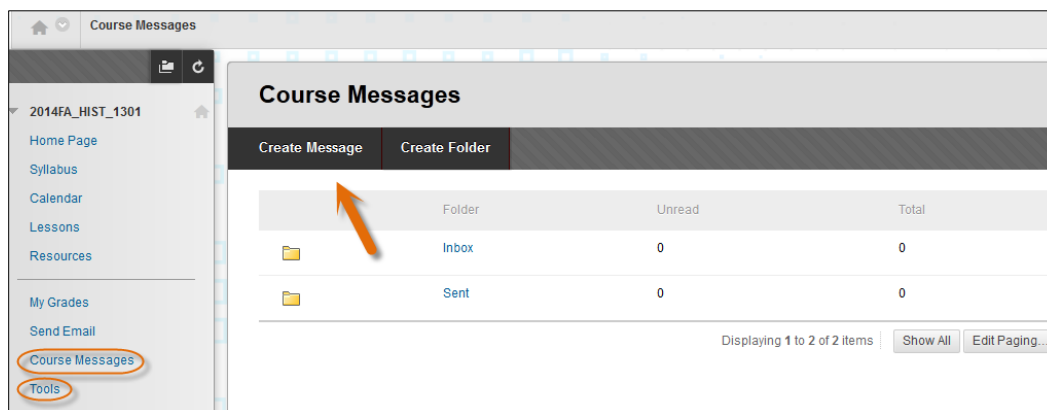 Course Messages
2014FA_HIST_1301
Home Page
Syllabus
Calendar
Lessons
Resources
My Grades
Send Email
Course Messages
Tools
Course Messages
Create Message Create Folder
Folder Unread Total
Inbox 0 0
Sent 0 0
Displaying 1 to 2 of 2 items Show All Edit Paging...